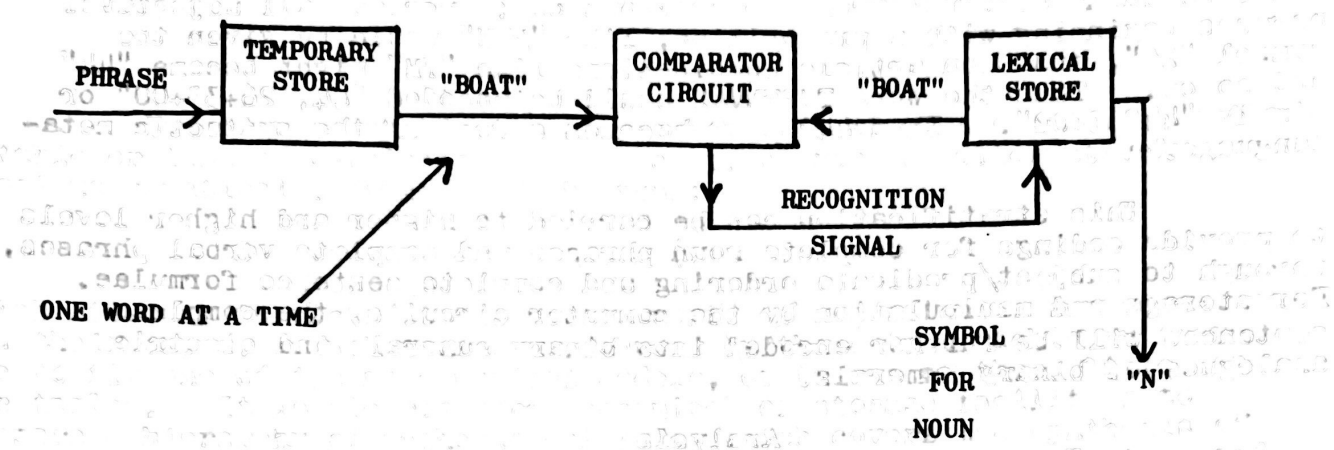 PHRASE
TEMPORARY
STORE
"BOAT"
COMPARATOR
CIRCUIT
"BOAT"
LEXICAL
STORE
RECOGNITION
SIGNAL
ONE WORD AT A TIME
SYMBOL
FOR
NOUN
"N"